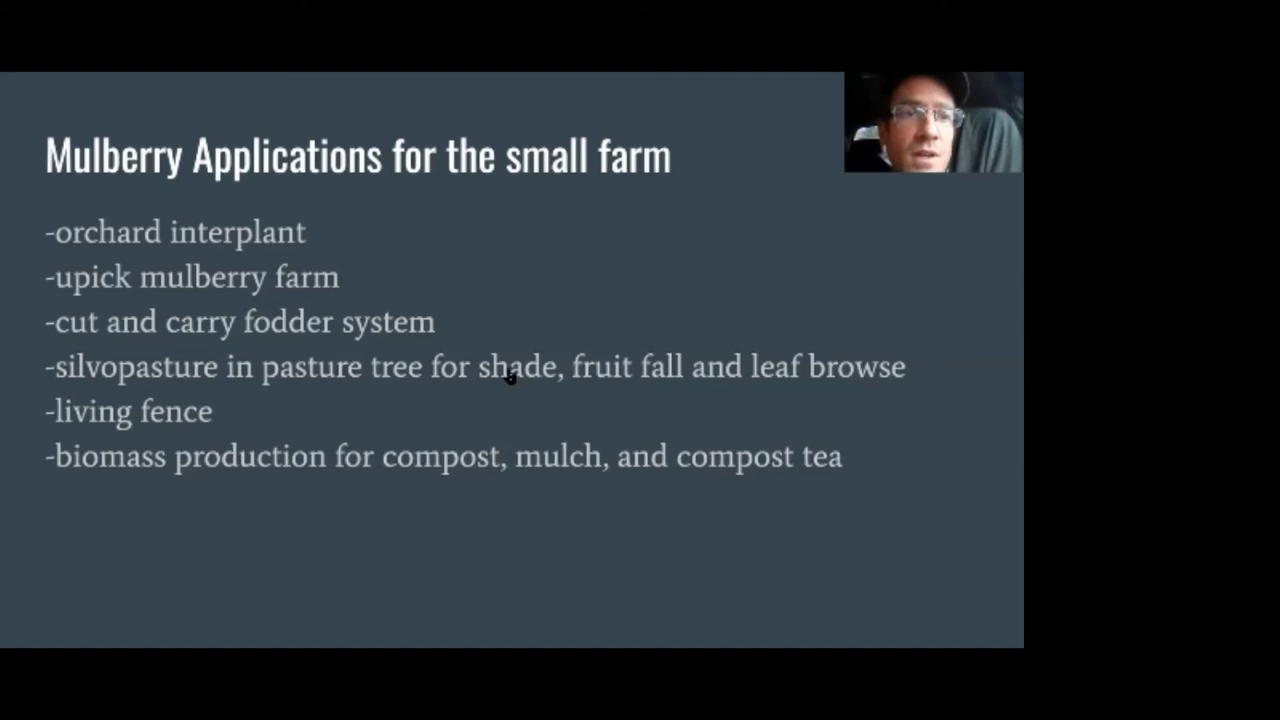 Mulberry Applications for the small farm
-orchard interplant
-upick mulberry farm
-cut and carry fodder system
-silvopasture in pasture tree for shade, fruit fall and leaf browse
-living fence
-biomass production for compost, mulch, and compost tea